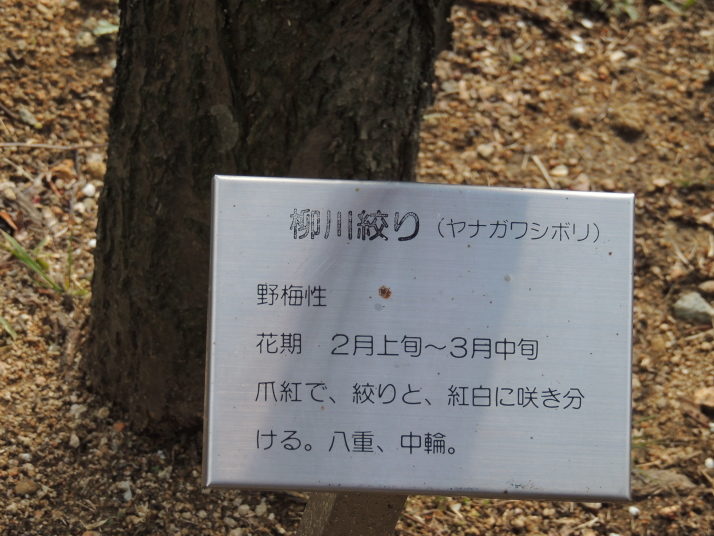 柳川絞り（ヤナガワシボリ）
野梅性
花期　２月上旬～３月中旬
爪紅で、絞りと、紅白に咲き分
ける。八重、中輪。